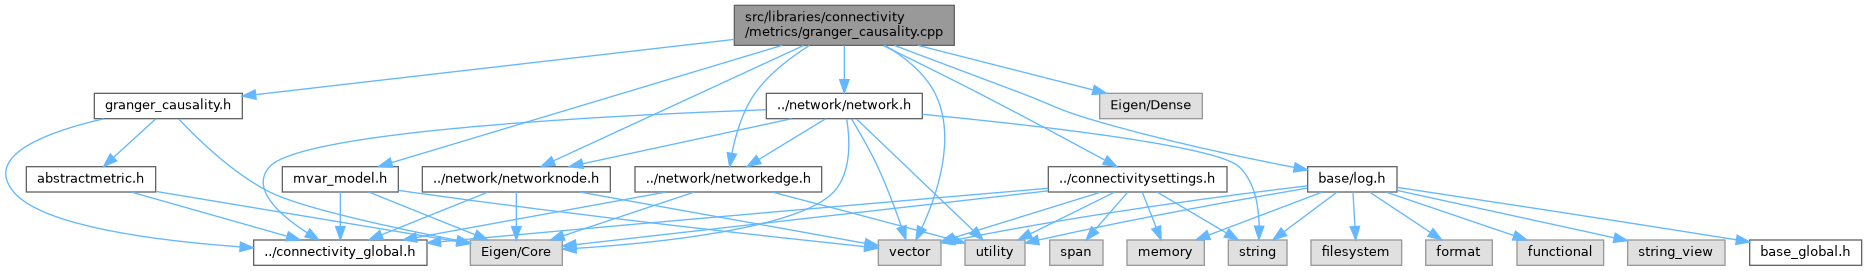 src/libraries/connectivity
/metrics/granger_causality.cpp
granger_causality.h
../network/network.h
Eigen/Dense
abstractmetric.h
mvar_model.h
../network/networknode.h
../network/networkedge.h
../connectivitysettings.h
base/log.h
../connectivity_global.h
Eigen/Core
vector
utility
span
memory
string
filesystem
format
functional
string_view
base_global.h